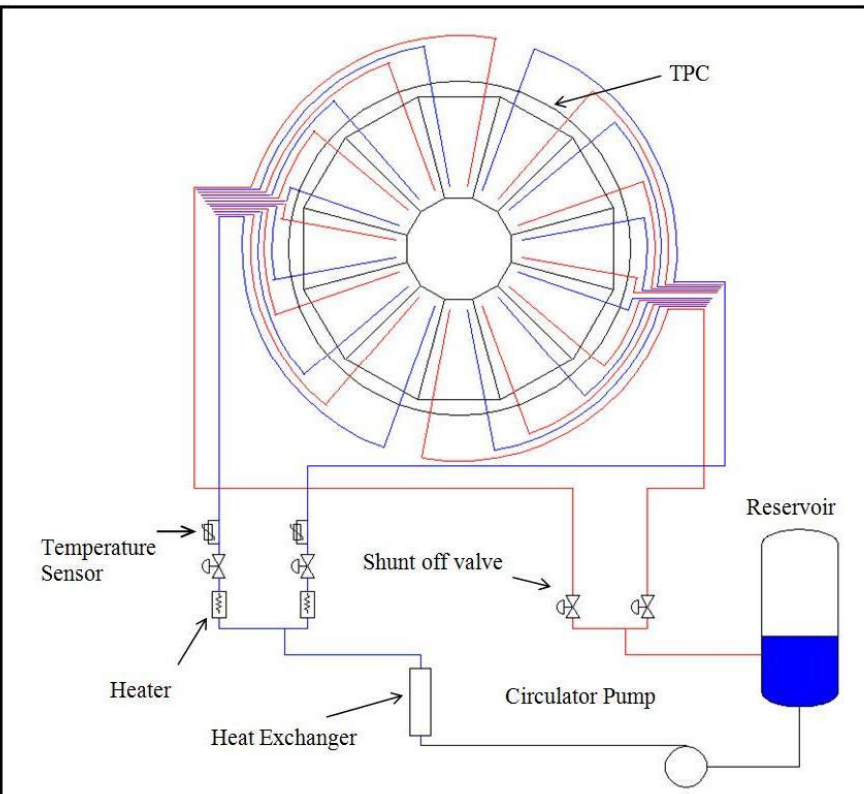 TPC
Reservoir
Temperature
Sensor
Shunt off valve
Heater
Circulator Pump
Heat Exchanger